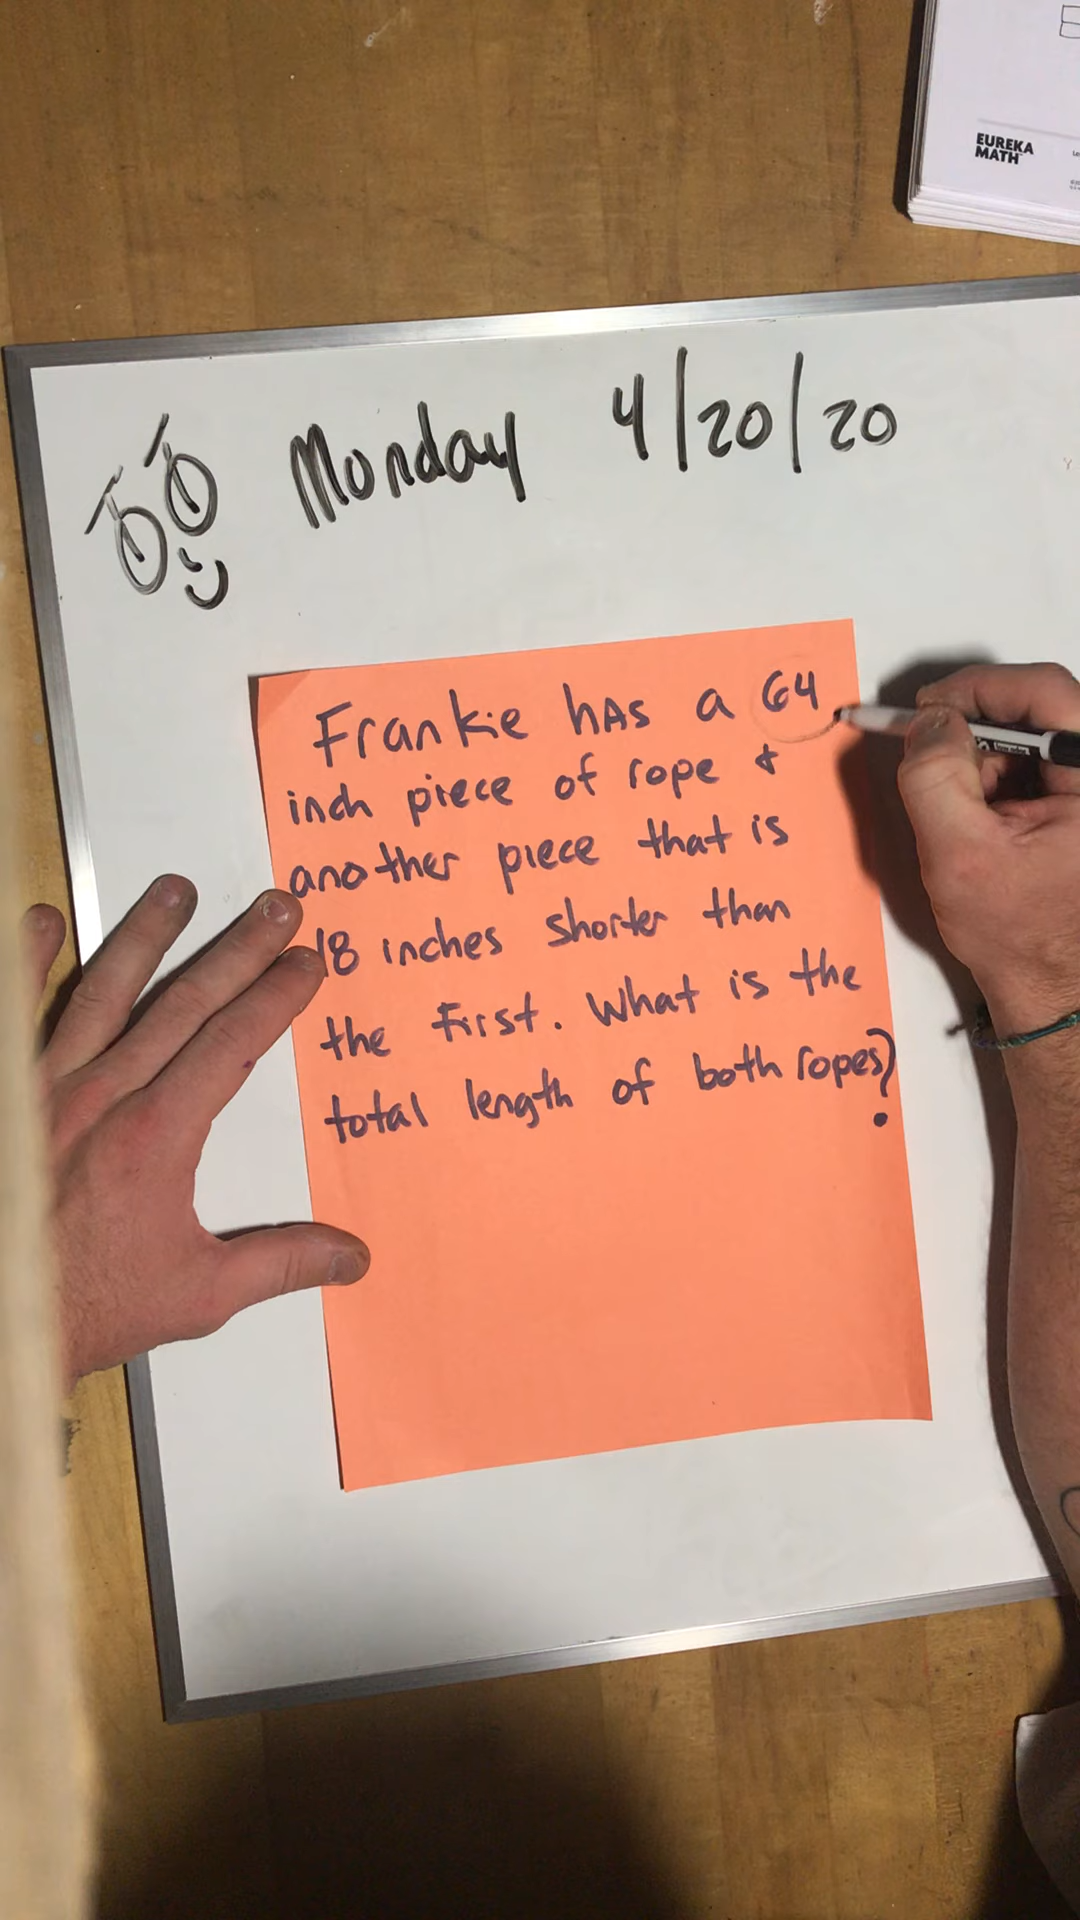 EUREKA
MATH
Monday 4/20/20
Frankie hAs a 64
inch piece of rope &
another piece that is
18 inches shorter than
the first. What is the
total length of both ropes?